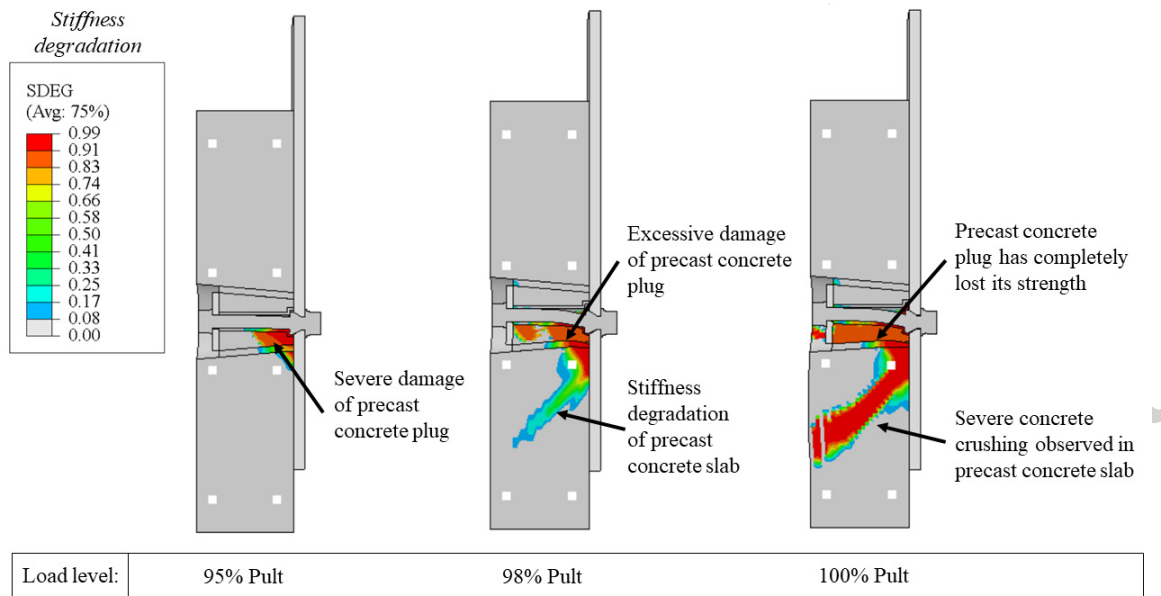 Stiffness
degradation
SDEG
(Avg: 75%)
0.99
0.91
0.83
0.74
0.66
0.58
0.50
0.41
0.33
0.25
0.17
0.08
0.00
Severe damage
of precast
concrete plug
Excessive damage
of precast concrete
plug
Stiffness
degradation
of precast
concrete slab
Precast concrete
plug has completely
lost its strength
Severe concrete
crushing observed in
precast concrete slab
Load level: 95% Pult 98% Pult 100% Pult